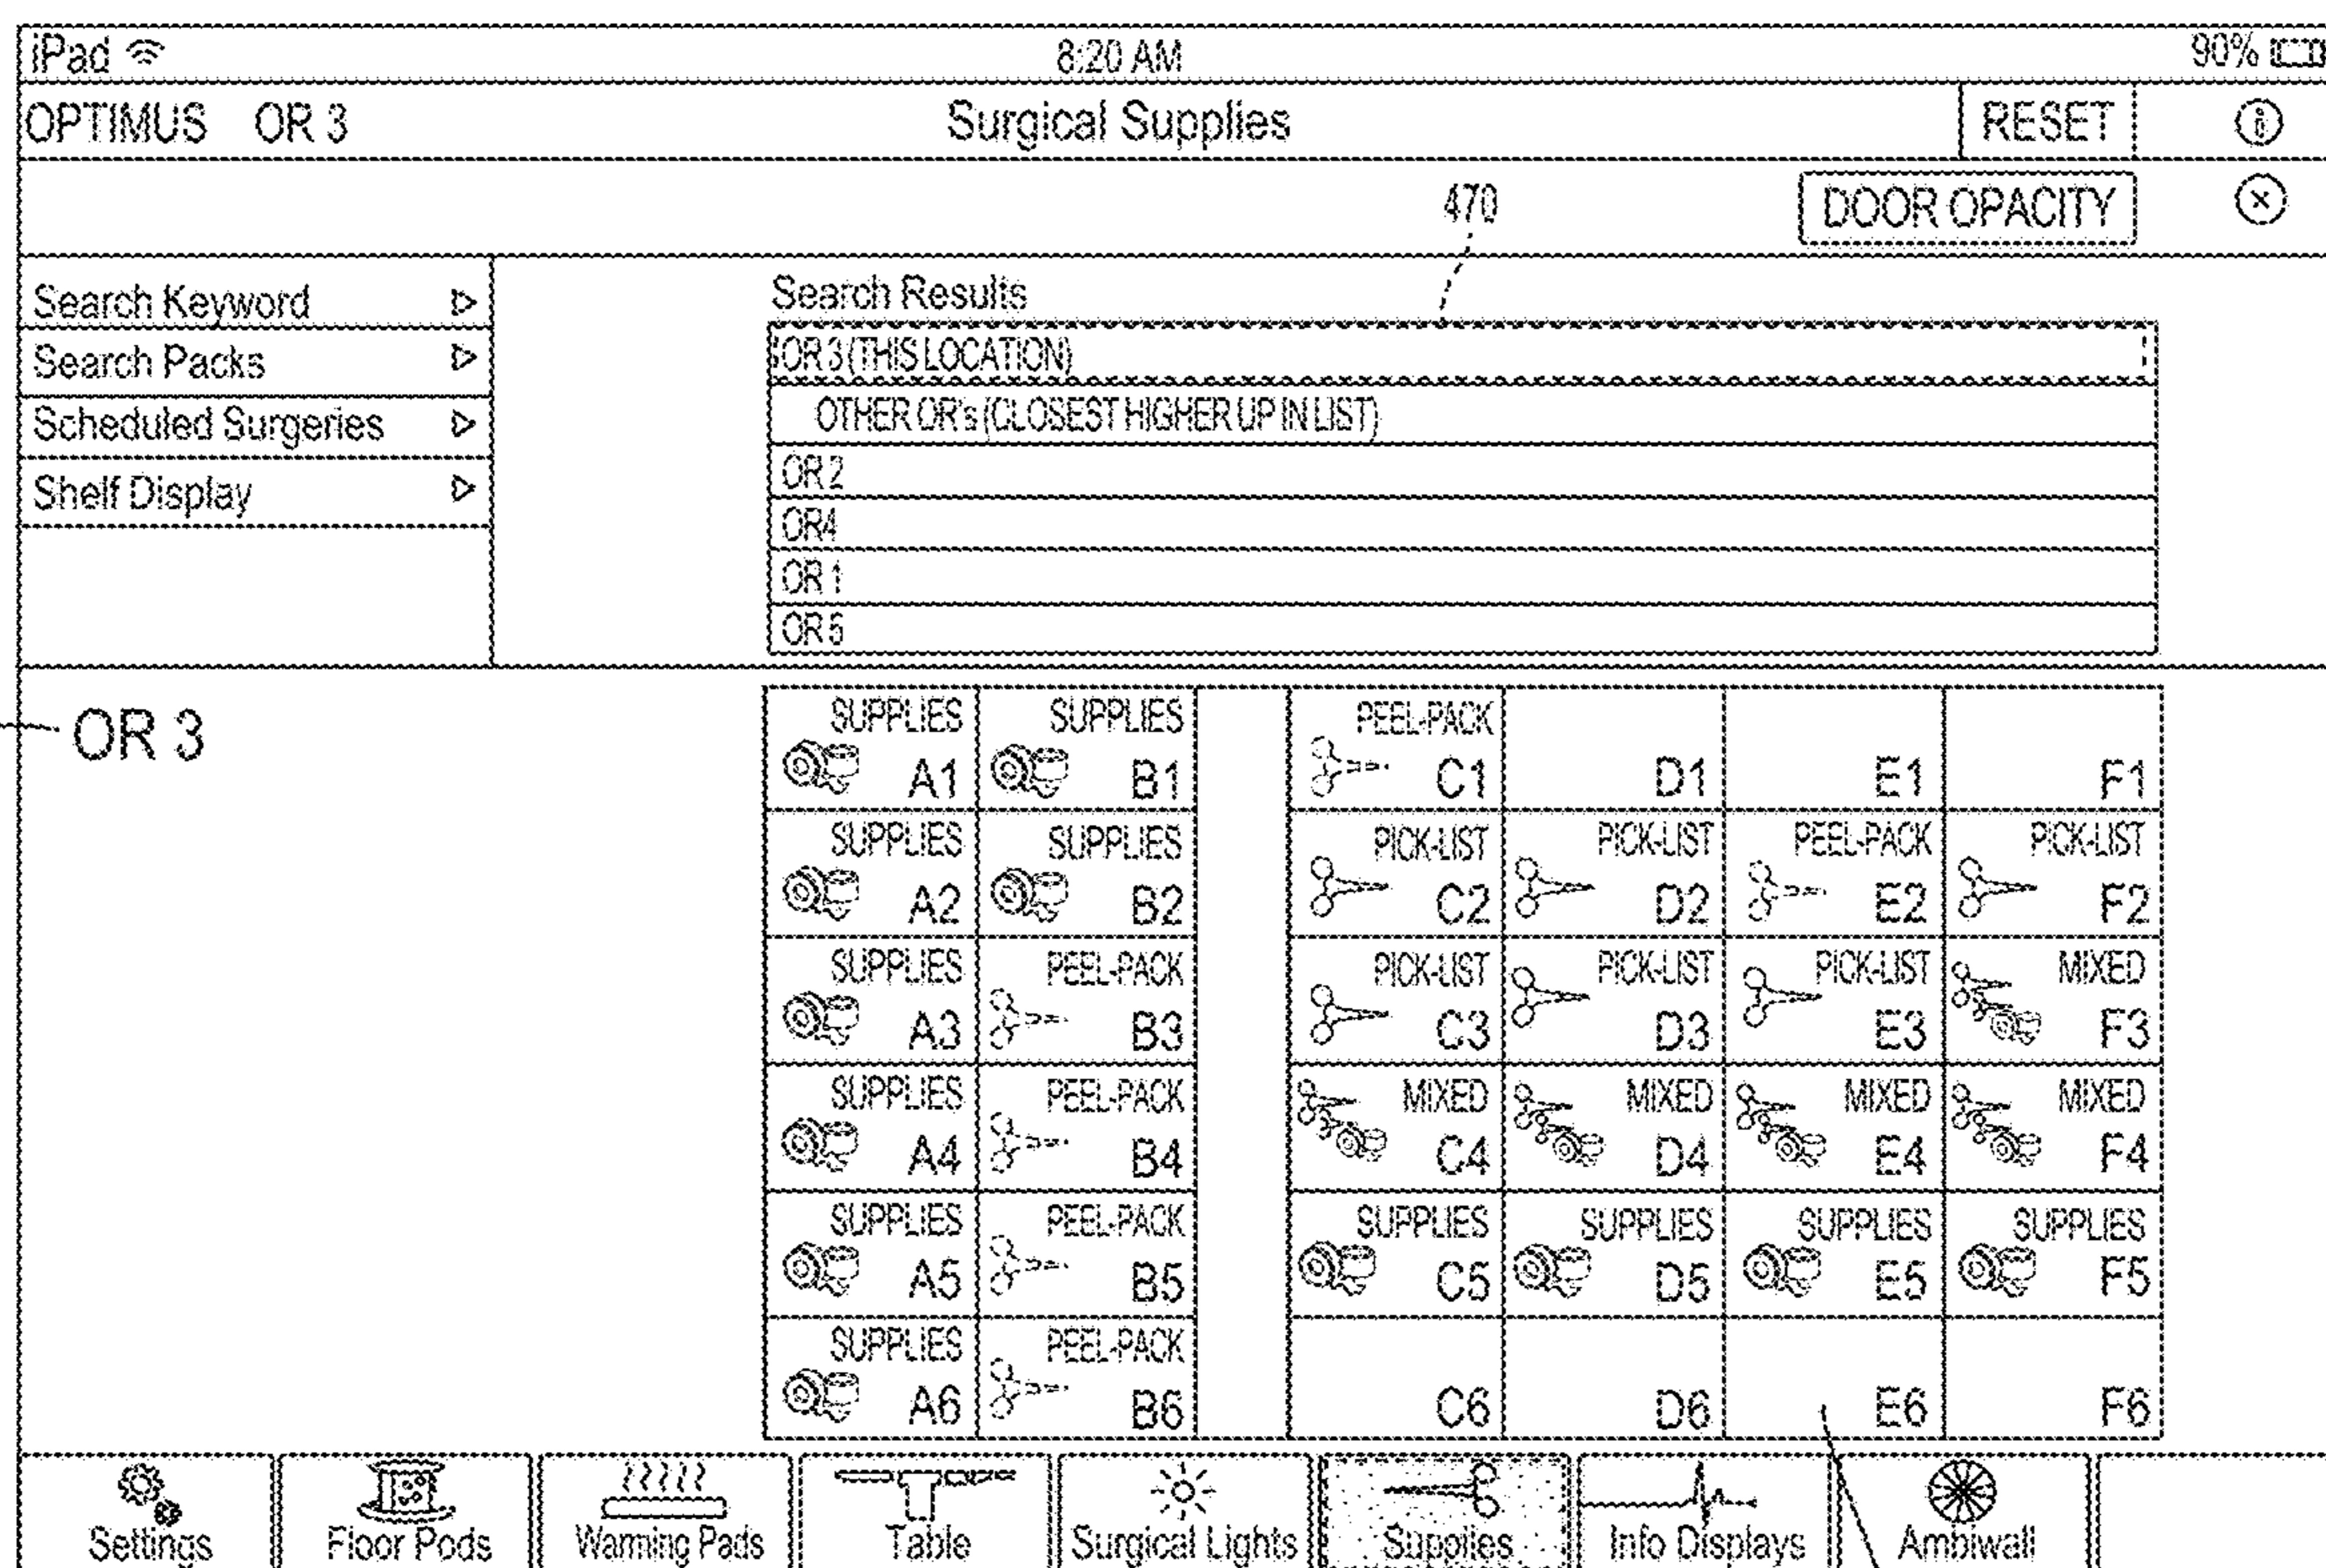 iPad 8:20 AM 90%
OPTIMUS OR 3 Surgical Supplies RESET i
470 DOOR OPACITY
Search Keyword
Search Packs
Scheduled Surgeries
Shelf Display
Search Results
OR 3 (THIS LOCATION)
OTHER OR's (CLOSEST HIGHER UP IN LIST)
OR 2
OR4
OR 1
OR 5
OR 3
SUPPLIES SUPPLIES PEEL-PACK
A1 B1 C1 D1 E1 F1
SUPPLIES SUPPLIES PICK-LIST PICK-LIST PEEL-PACK PICK-LIST
A2 B2 C2 D2 E2 F2
SUPPLIES PEEL-PACK PICK-LIST PICK-LIST PICK-LIST MIXED
A3 B3 C3 D3 E3 F3
SUPPLIES PEEL-PACK MIXED MIXED MIXED MIXED
A4 B4 C4 D4 E4 F4
SUPPLIES PEEL-PACK SUPPLIES SUPPLIES SUPPLIES SUPPLIES
A5 B5 C5 D5 E5 F5
SUPPLIES PEEL-PACK
A6 B6 C6 D6 E6 F6
Settings Floor Pods Warming Pads Table Surgical Lights Supplies Info Displays Ambiwall